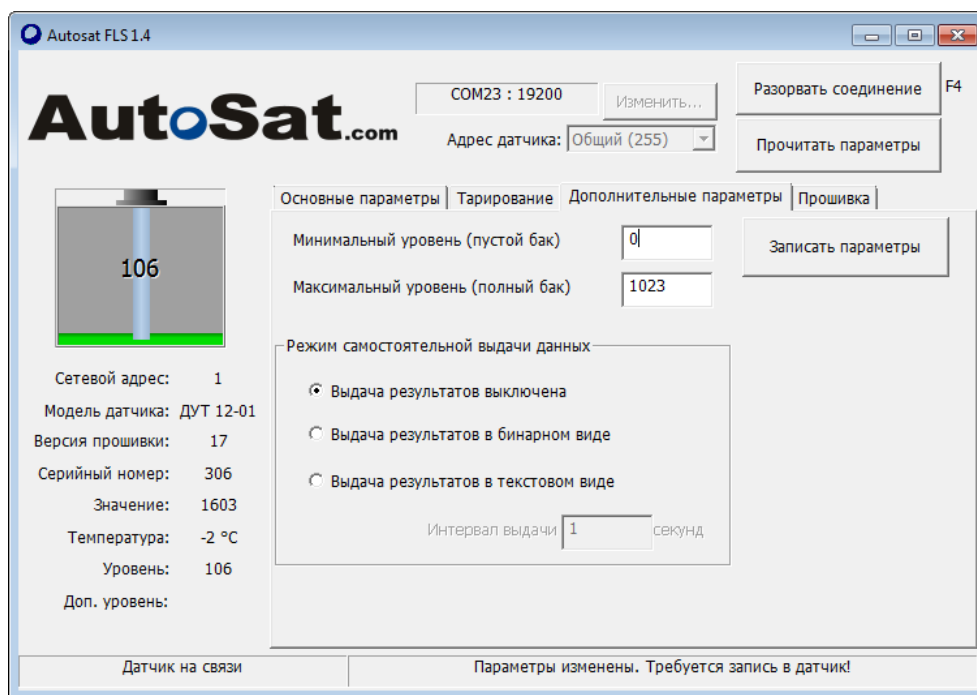 Autosat FLS 1.4
AutoSat.com
COM23 : 19200
Изменить...
Адрес датчика: Общий (255)
Разорвать соединение F4
Прочитать параметры
Основные параметры Тарирование Дополнительные параметры Прошивка
Минимальный уровень (пустой бак) 0
Максимальный уровень (полный бак) 1023
Записать параметры
Режим самостоятельной выдачи данных
Выдача результатов выключена
Выдача результатов в бинарном виде
Выдача результатов в текстовом виде
Интервал выдачи 1 секунд
106
Сетевой адрес: 1
Модель датчика: ДУТ 12-01
Версия прошивки: 17
Серийный номер: 306
Значение: 1603
Температура: -2 °C
Уровень: 106
Доп. уровень:
Датчик на связи
Параметры изменены. Требуется запись в датчик!